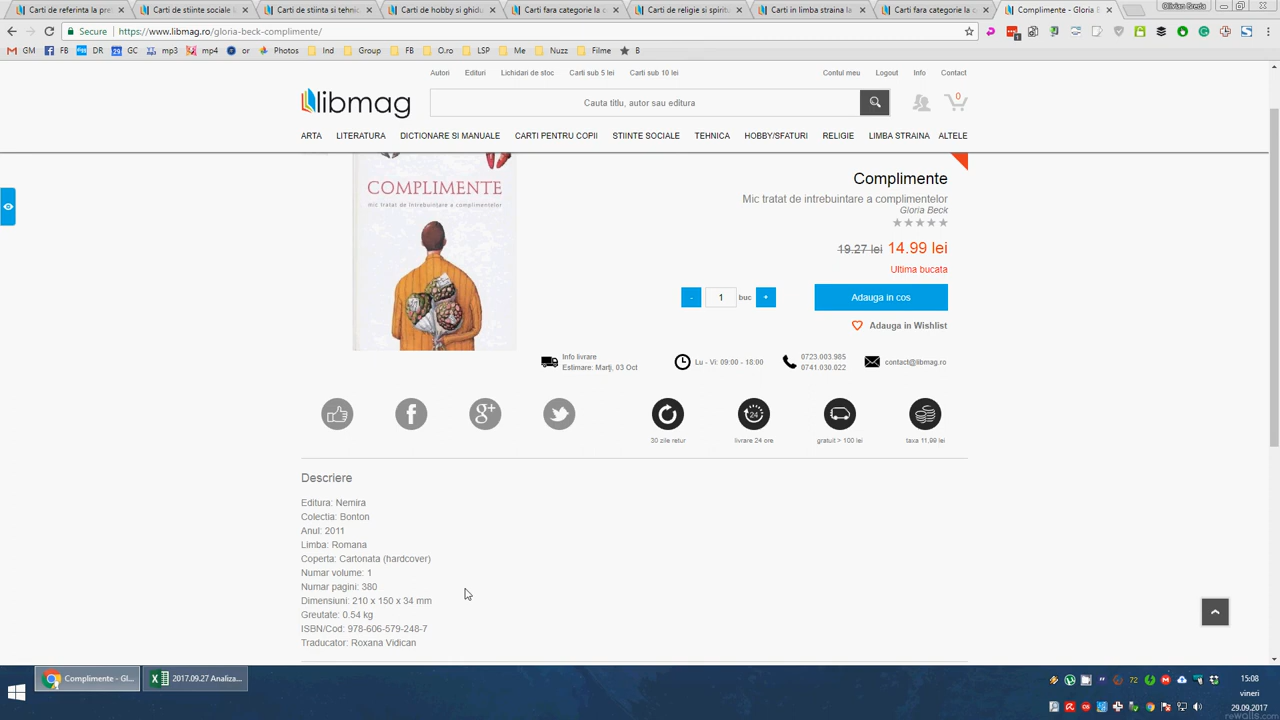 Carti de referinta la pre
Carti de stiinte sociale l
Carti de stiinta si tehnic
Carti de hobby si ghidu
Carti fara categorie la c
Carti de religie si spirit
Carti in limba straina la
Carti fara categorie la c
Complimente - Gloria B
Secure
https://www.libmag.ro/gloria-beck-complimente/
GM
FB
DR
GC
mp3
mp4
or
Photos
Ind
Group
FB
O.ro
LSP
Me
Nuzz
Filme
B
Autori Edituri Lichidari de stoc Carti sub 5 lei Carti sub 10 lei
Contul meu Logout Info Contact
libmag
Cauta titlu, autor sau editura
0
ARTA LITERATURA DICTIONARE SI MANUALE CARTI PENTRU COPII STIINTE SOCIALE TEHNICA HOBBY/SFATURI RELIGIE LIMBA STRAINA ALTELE
COMPLIMENTE
Mic tratat de întrebuințare a complimentelor
Complimente
Mic tratat de intrebuintare a complimentelor
Gloria Beck
19.27 lei 14.99 lei
Ultima bucata
- 1 buc +
Adauga in cos
Adauga in Wishlist
Info livrare
Estimare: Marți, 03 Oct
Lu - Vi: 09:00 - 18:00
0723.003.985
0741.030.022
contact@libmag.ro
24
30 zile retur
livrare 24 ore
gratuit > 100 lei
taxa 11,99 lei
Descriere
Editura: Nemira
Colectia: Bonton
Anul: 2011
Limba: Romana
Coperta: Cartonata (hardcover)
Numar volume: 1
Numar pagini: 380
Dimensiuni: 210 x 150 x 34 mm
Greutate: 0.54 kg
ISBN/Cod: 978-606-579-248-7
Traducator: Roxana Vidican
Complimente - Gl...
2017.09.27 Analiza...
72
15:08
vineri
29.09.2017
rewalls.com